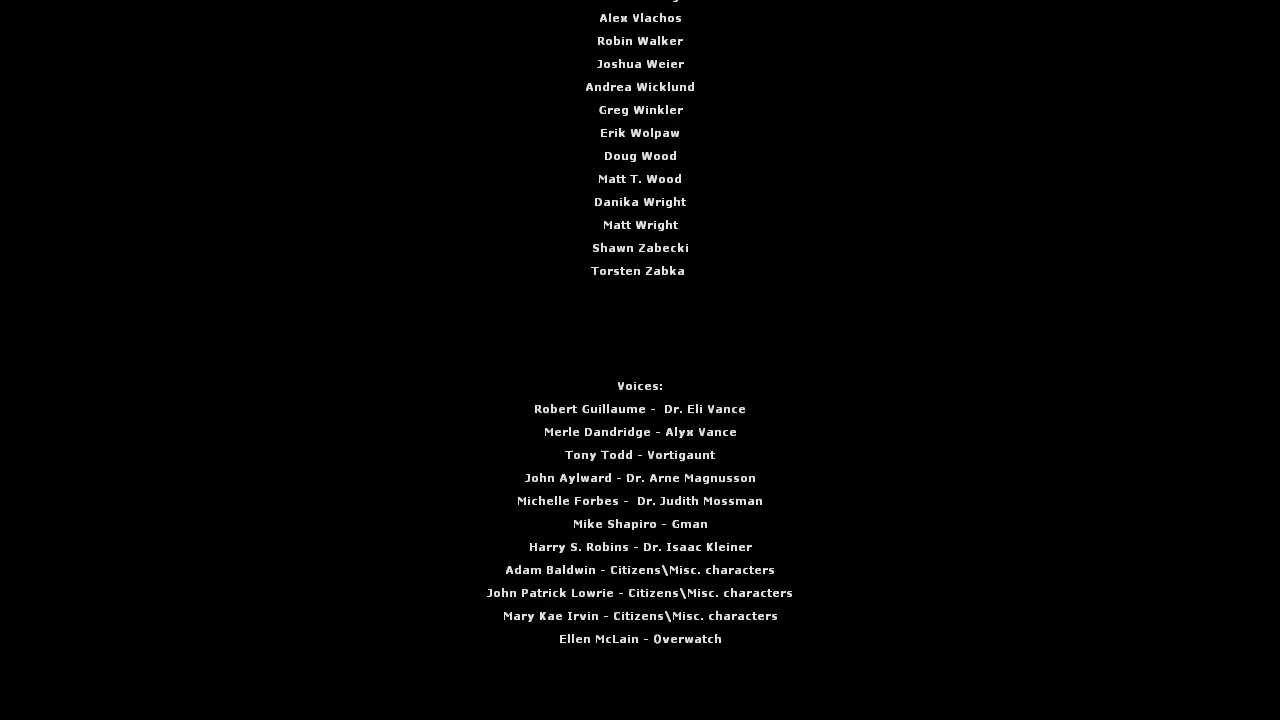 Alex Vlachos
Robin Walker
Joshua Weier
Andrea Wicklund
Greg Winkler
Erik Wolpaw
Doug Wood
Matt T. Wood
Danika Wright
Matt Wright
Shawn Zabecki
Torsten Zabka
Voices:
Robert Guillaume -  Dr. Eli Vance
Merle Dandridge - Alyx Vance
Tony Todd - Vortigaunt
John Aylward - Dr. Arne Magnusson
Michelle Forbes -  Dr. Judith Mossman
Mike Shapiro - Gman
Harry S. Robins - Dr. Isaac Kleiner
Adam Baldwin - Citizens\Misc. characters
John Patrick Lowrie - Citizens\Misc. characters
Mary Kae Irvin - Citizens\Misc. characters
Ellen McLain - Overwatch